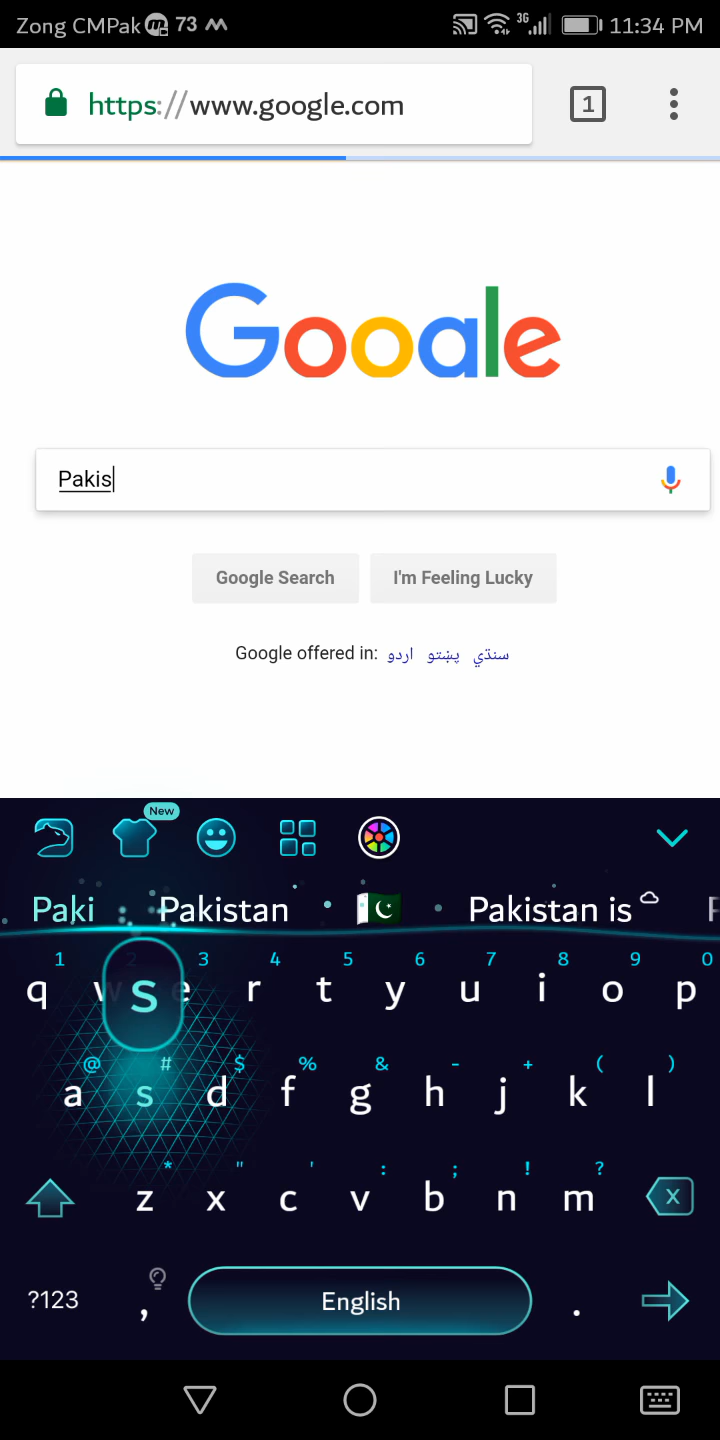 Zong CMPak 73 3G 11:34 PM
https://www.google.com 1
Google
Pakis
Google Search I'm Feeling Lucky
Google offered in: اردو پښتو سنڌي
New
Paki Pakistan Pakistan is
1 2 3 4 5 6 7 8 9 0
q w s e r t y u i o p
@ # $ % & - + ( )
a s d f g h j k l
* " ' : ; ! ?
z x c v b n m X
?123 , English .